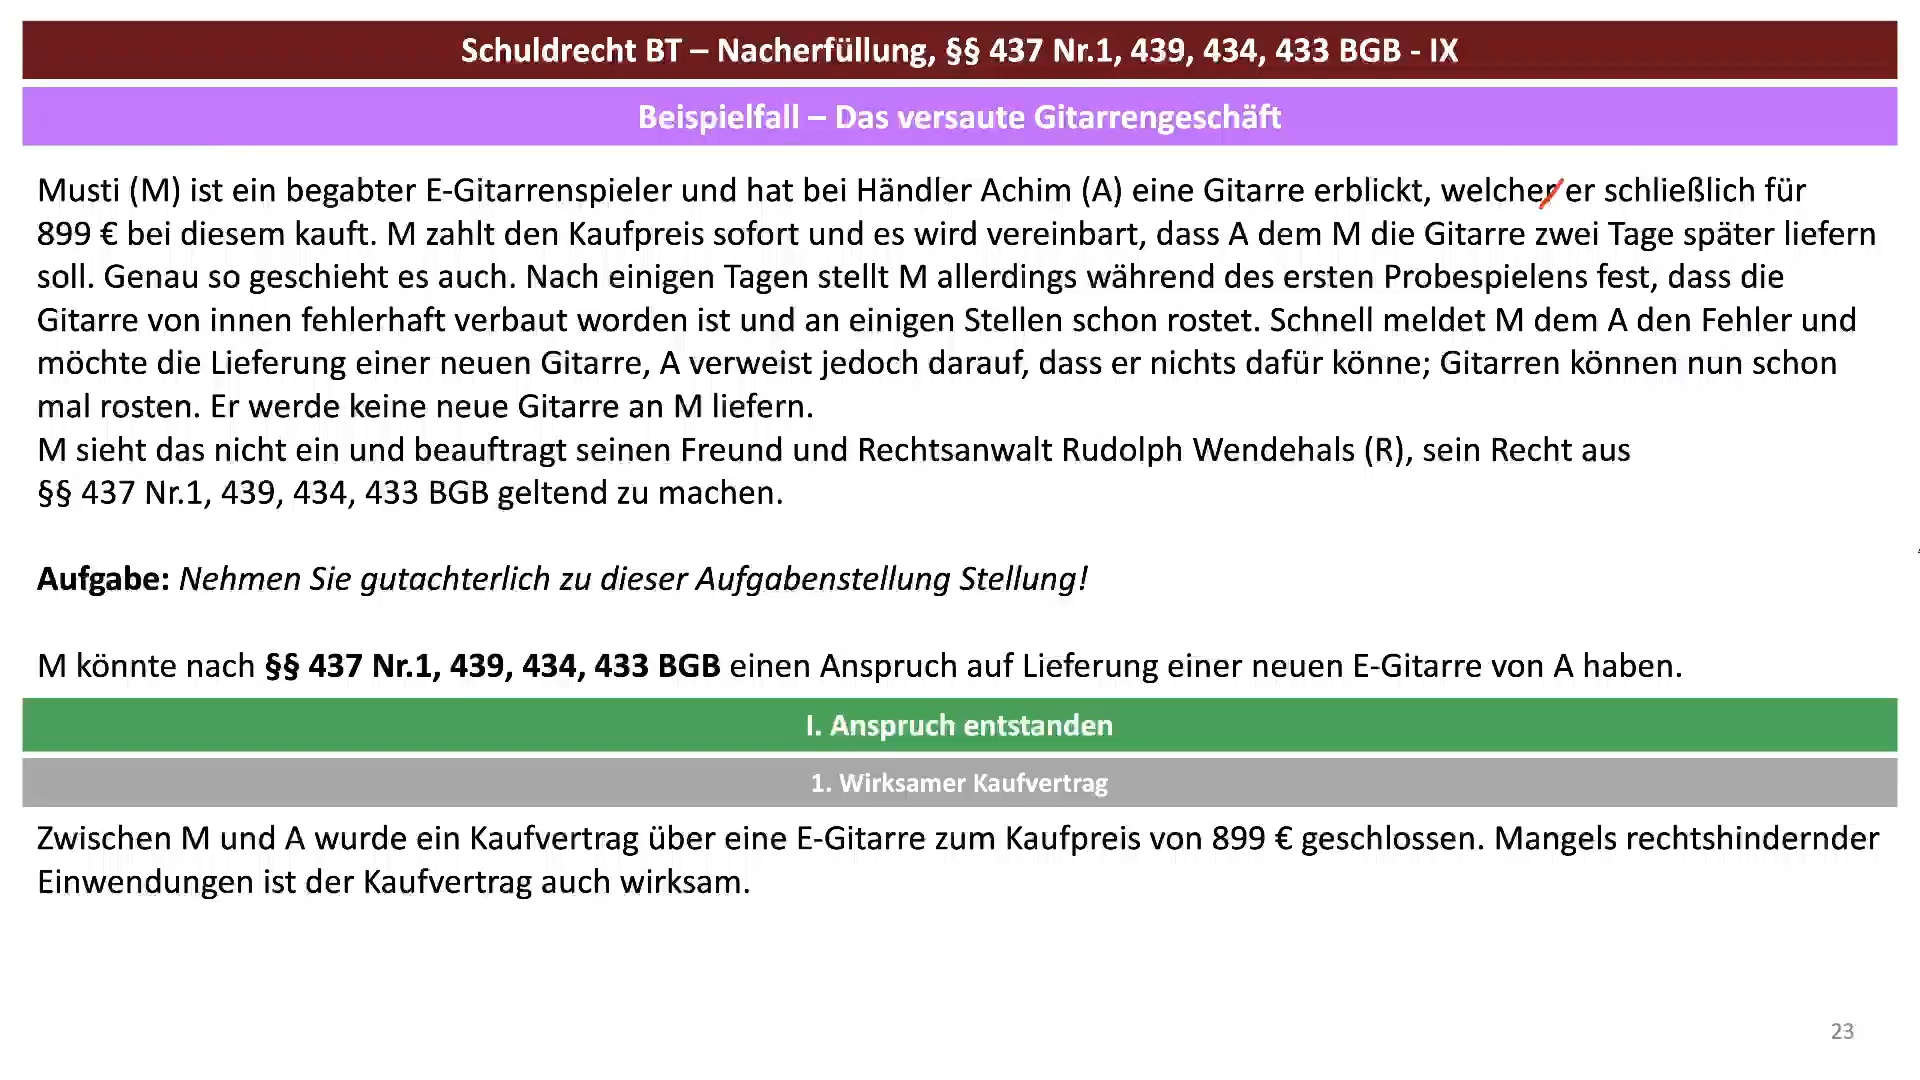 Schuldrecht BT – Nacherfüllung, §§ 437 Nr.1, 439, 434, 433 BGB - IX
Beispielfall – Das versaute Gitarrengeschäft
Musti (M) ist ein begabter E-Gitarrenspieler und hat bei Händler Achim (A) eine Gitarre erblickt, welcher er schließlich für
899 € bei diesem kauft. M zahlt den Kaufpreis sofort und es wird vereinbart, dass A dem M die Gitarre zwei Tage später liefern
soll. Genau so geschieht es auch. Nach einigen Tagen stellt M allerdings während des ersten Probespielens fest, dass die
Gitarre von innen fehlerhaft verbaut worden ist und an einigen Stellen schon rostet. Schnell meldet M dem A den Fehler und
möchte die Lieferung einer neuen Gitarre, A verweist jedoch darauf, dass er nichts dafür könne; Gitarren können nun schon
mal rosten. Er werde keine neue Gitarre an M liefern.
M sieht das nicht ein und beauftragt seinen Freund und Rechtsanwalt Rudolph Wendehals (R), sein Recht aus
§§ 437 Nr.1, 439, 434, 433 BGB geltend zu machen.
Aufgabe: Nehmen Sie gutachterlich zu dieser Aufgabenstellung Stellung!
M könnte nach §§ 437 Nr.1, 439, 434, 433 BGB einen Anspruch auf Lieferung einer neuen E-Gitarre von A haben.
I. Anspruch entstanden
1. Wirksamer Kaufvertrag
Zwischen M und A wurde ein Kaufvertrag über eine E-Gitarre zum Kaufpreis von 899 € geschlossen. Mangels rechtshindernder
Einwendungen ist der Kaufvertrag auch wirksam.
23